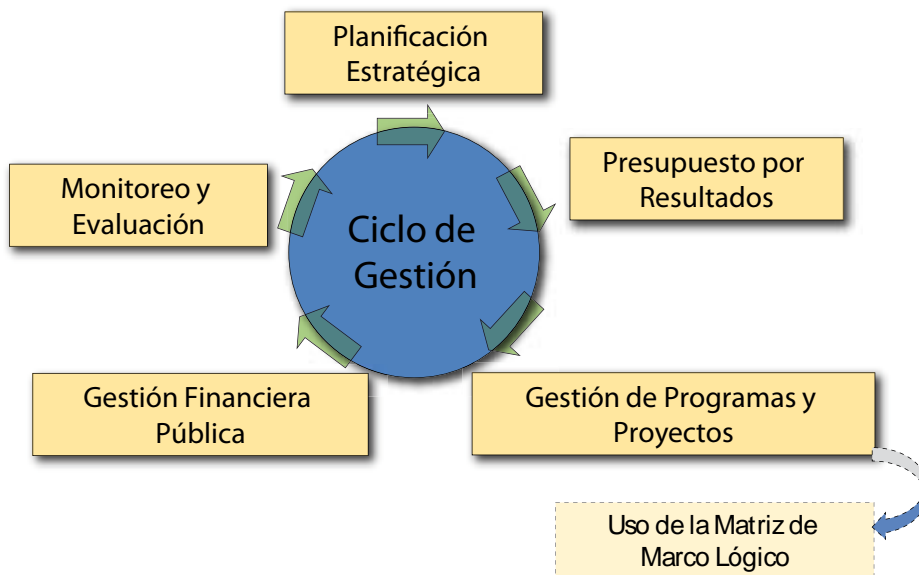 Planificación
Estratégica
Presupuesto por
Resultados
Monitoreo y
Evaluación
Ciclo de
Gestión
Gestión Financiera
Pública
Gestión de Programas y
Proyectos
Uso de la Matriz de
Marco Lógico